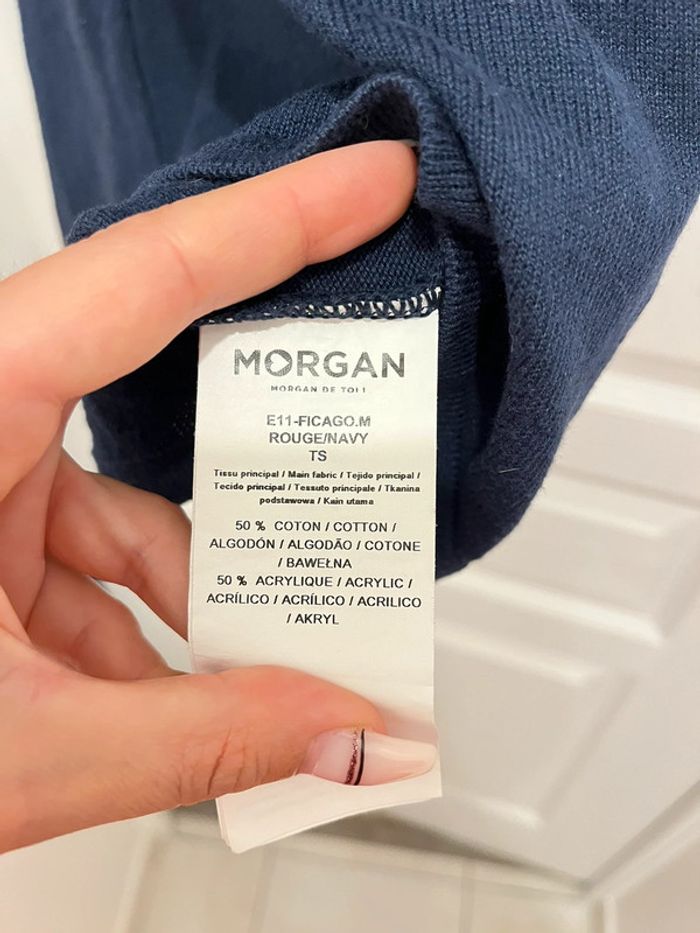 MORGAN
MORGAN DE TOI !
E11-FICAGO.M
ROUGE/NAVY
TS
Tissu principal / Main fabric / Tejido principal /
Tecido principal / Tessuto principale / Tkanina
podstawowa / Kain utama
50 % COTON / COTTON /
ALGODÓN / ALGODÃO / COTONE
/ BAWEŁNA
50 % ACRYLIQUE / ACRYLIC /
ACRÍLICO / ACRÍLICO / ACRILICO
/ AKRYL